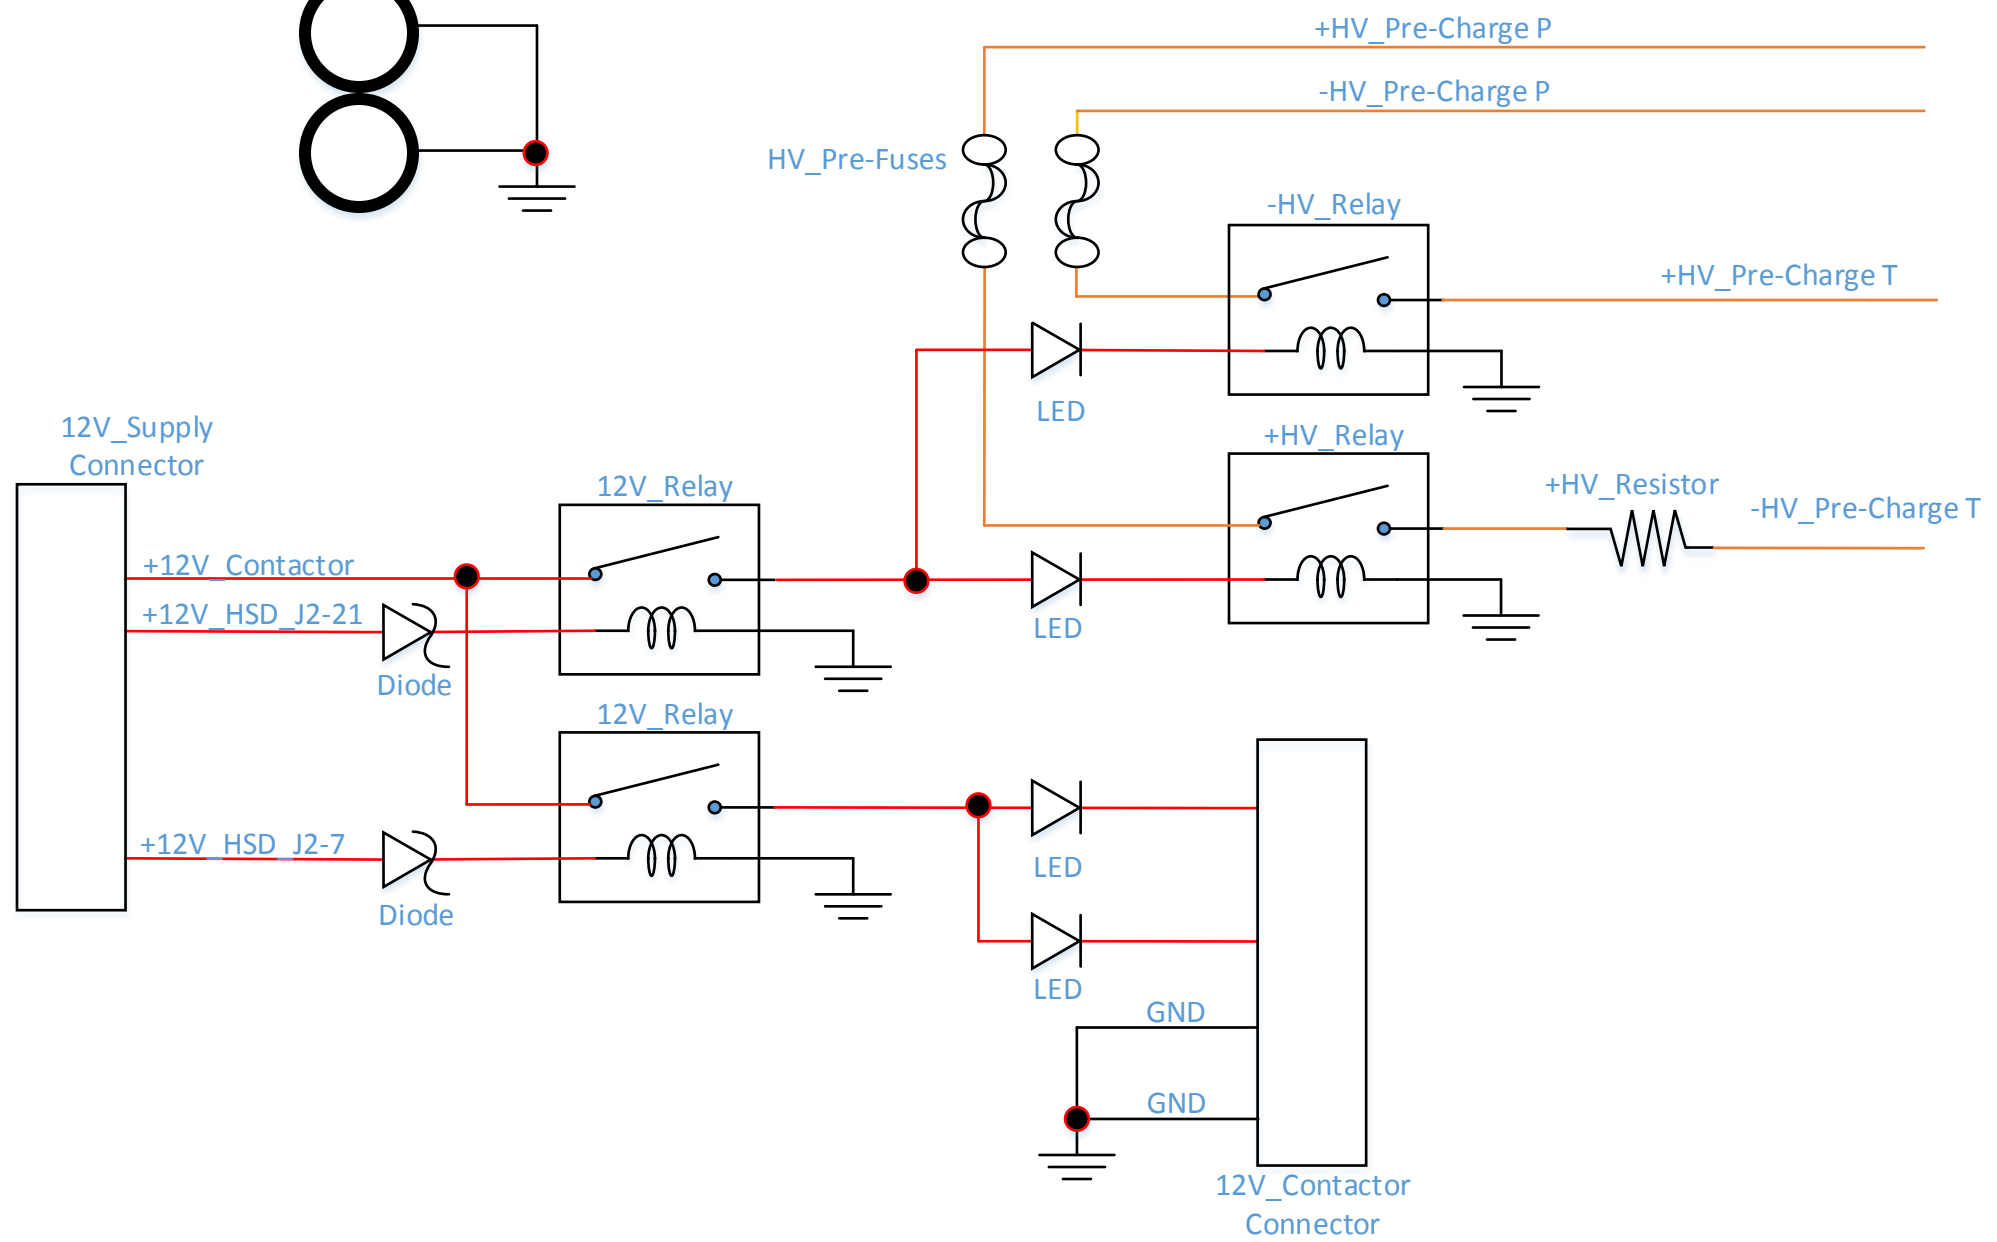 +HV_Pre-Charge P
-HV_Pre-Charge P
HV_Pre-Fuses
-HV_Relay
+HV_Pre-Charge T
LED
12V_Supply
Connector
+HV_Relay
12V_Relay
+HV_Resistor
-HV_Pre-Charge T
+12V_Contactor
+12V_HSD_J2-21
LED
Diode
12V_Relay
+12V_HSD_J2-7
LED
Diode
LED
GND
GND
12V_Contactor
Connector